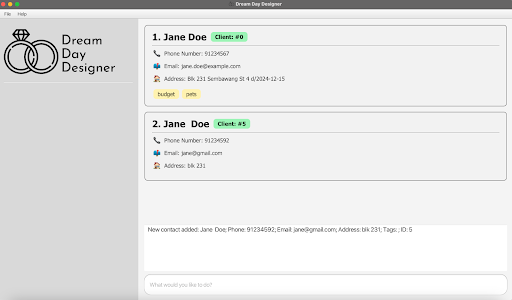 Dream Day Designer
File Help
Dream
Day
Designer
1. Jane Doe Client: #0
Phone Number: 91234567
Email: jane.doe@example.com
Address: Blk 231 Sembawang St 4 d/2024-12-15
budget pets
2. Jane  Doe Client: #5
Phone Number: 91234592
Email: jane@gmail.com
Address: blk 231
New contact added: Jane  Doe; Phone: 91234592; Email: jane@gmail.com; Address: blk 231; Tags: ; ID: 5
What would you like to do?